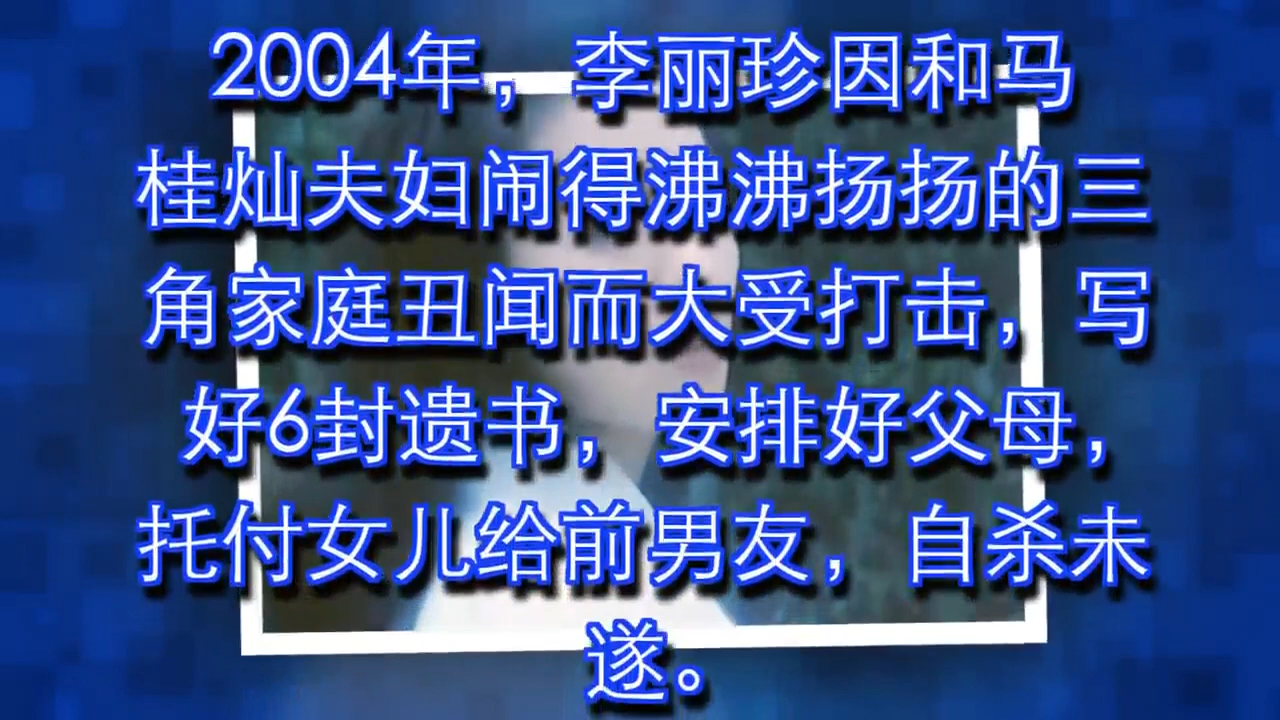 2004年，李丽珍因和马
桂灿夫妇闹得沸沸扬扬的三
角家庭丑闻而大受打击，写
好6封遗书，安排好父母，
托付女儿给前男友，自杀未
遂。